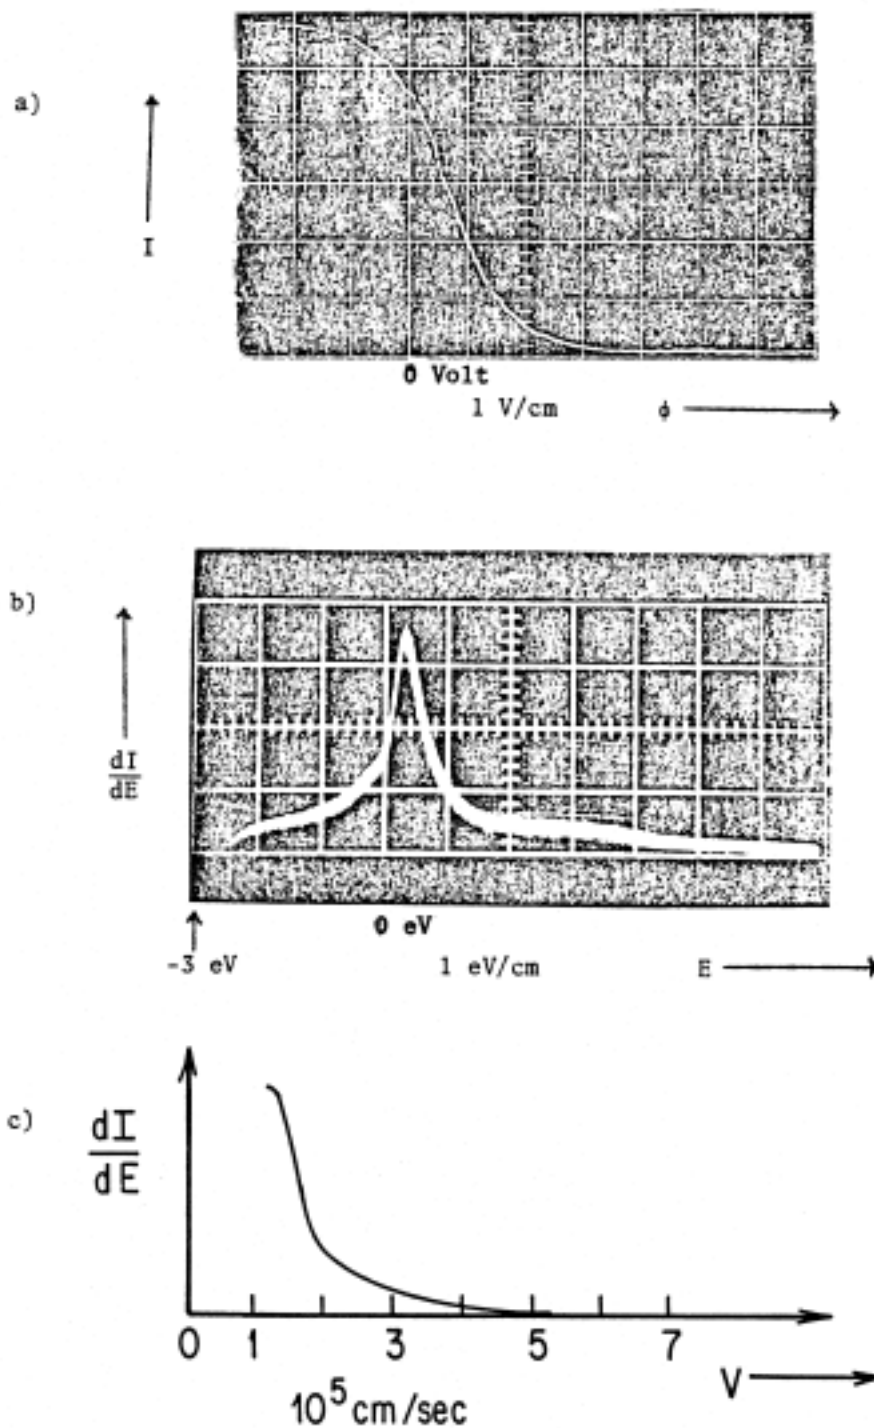 a)
I
0 Volt
1 V/cm ϕ
b)
dI
dE
0 eV
-3 eV 1 eV/cm E
c)
dI
dE
0 1 3 5 7
V
10⁵cm/sec